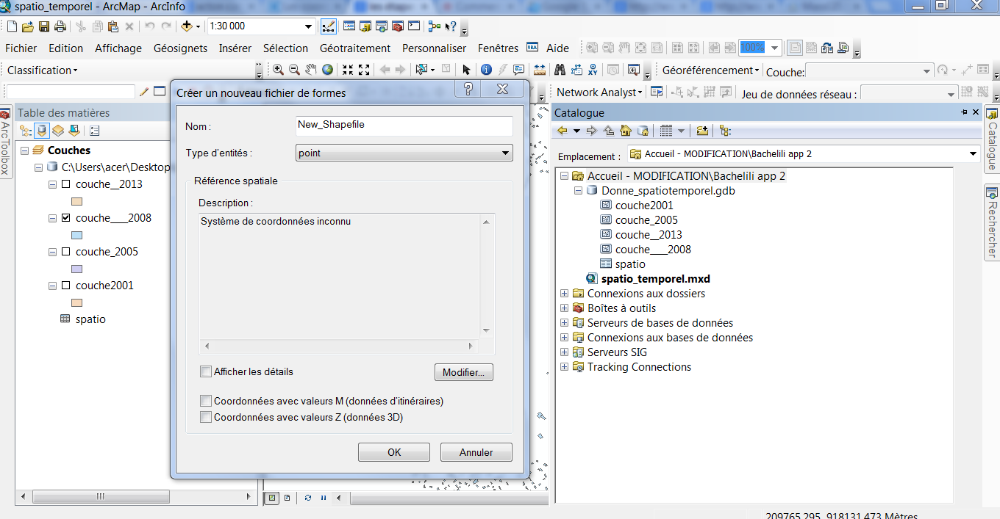 spatio_temporel - ArcMap - ArcInfo
1:30 000
Fichier Edition Affichage Géosignets Insérer Sélection Géotraitement Personnaliser Fenêtres VBA Aide
100%
Classification
Géoréférencement Couche:
Network Analyst Jeu de données réseau :
ArcToolbox
Table des matières
Couches
C:\Users\acer\Desktop
couche__2013
couche____2008
couche_2005
couche2001
spatio
Créer un nouveau fichier de formes
Nom :
New_Shapefile
Type d'entités :
point
Référence spatiale
Description :
Système de coordonnées inconnu
Afficher les détails
Modifier...
Coordonnées avec valeurs M (données d'itinéraires)
Coordonnées avec valeurs Z (données 3D)
OK
Annuler
Catalogue
Emplacement :
Accueil - MODIFICATION\Bachelili app 2
Accueil - MODIFICATION\Bachelili app 2
Donne_spatiotemporel.gdb
couche2001
couche_2005
couche__2013
couche____2008
spatio
spatio_temporel.mxd
Connexions aux dossiers
Boîtes à outils
Serveurs de bases de données
Connexions aux bases de données
Serveurs SIG
Tracking Connections
Catalogue
Rechercher
209765,295 918131,473 Mètres